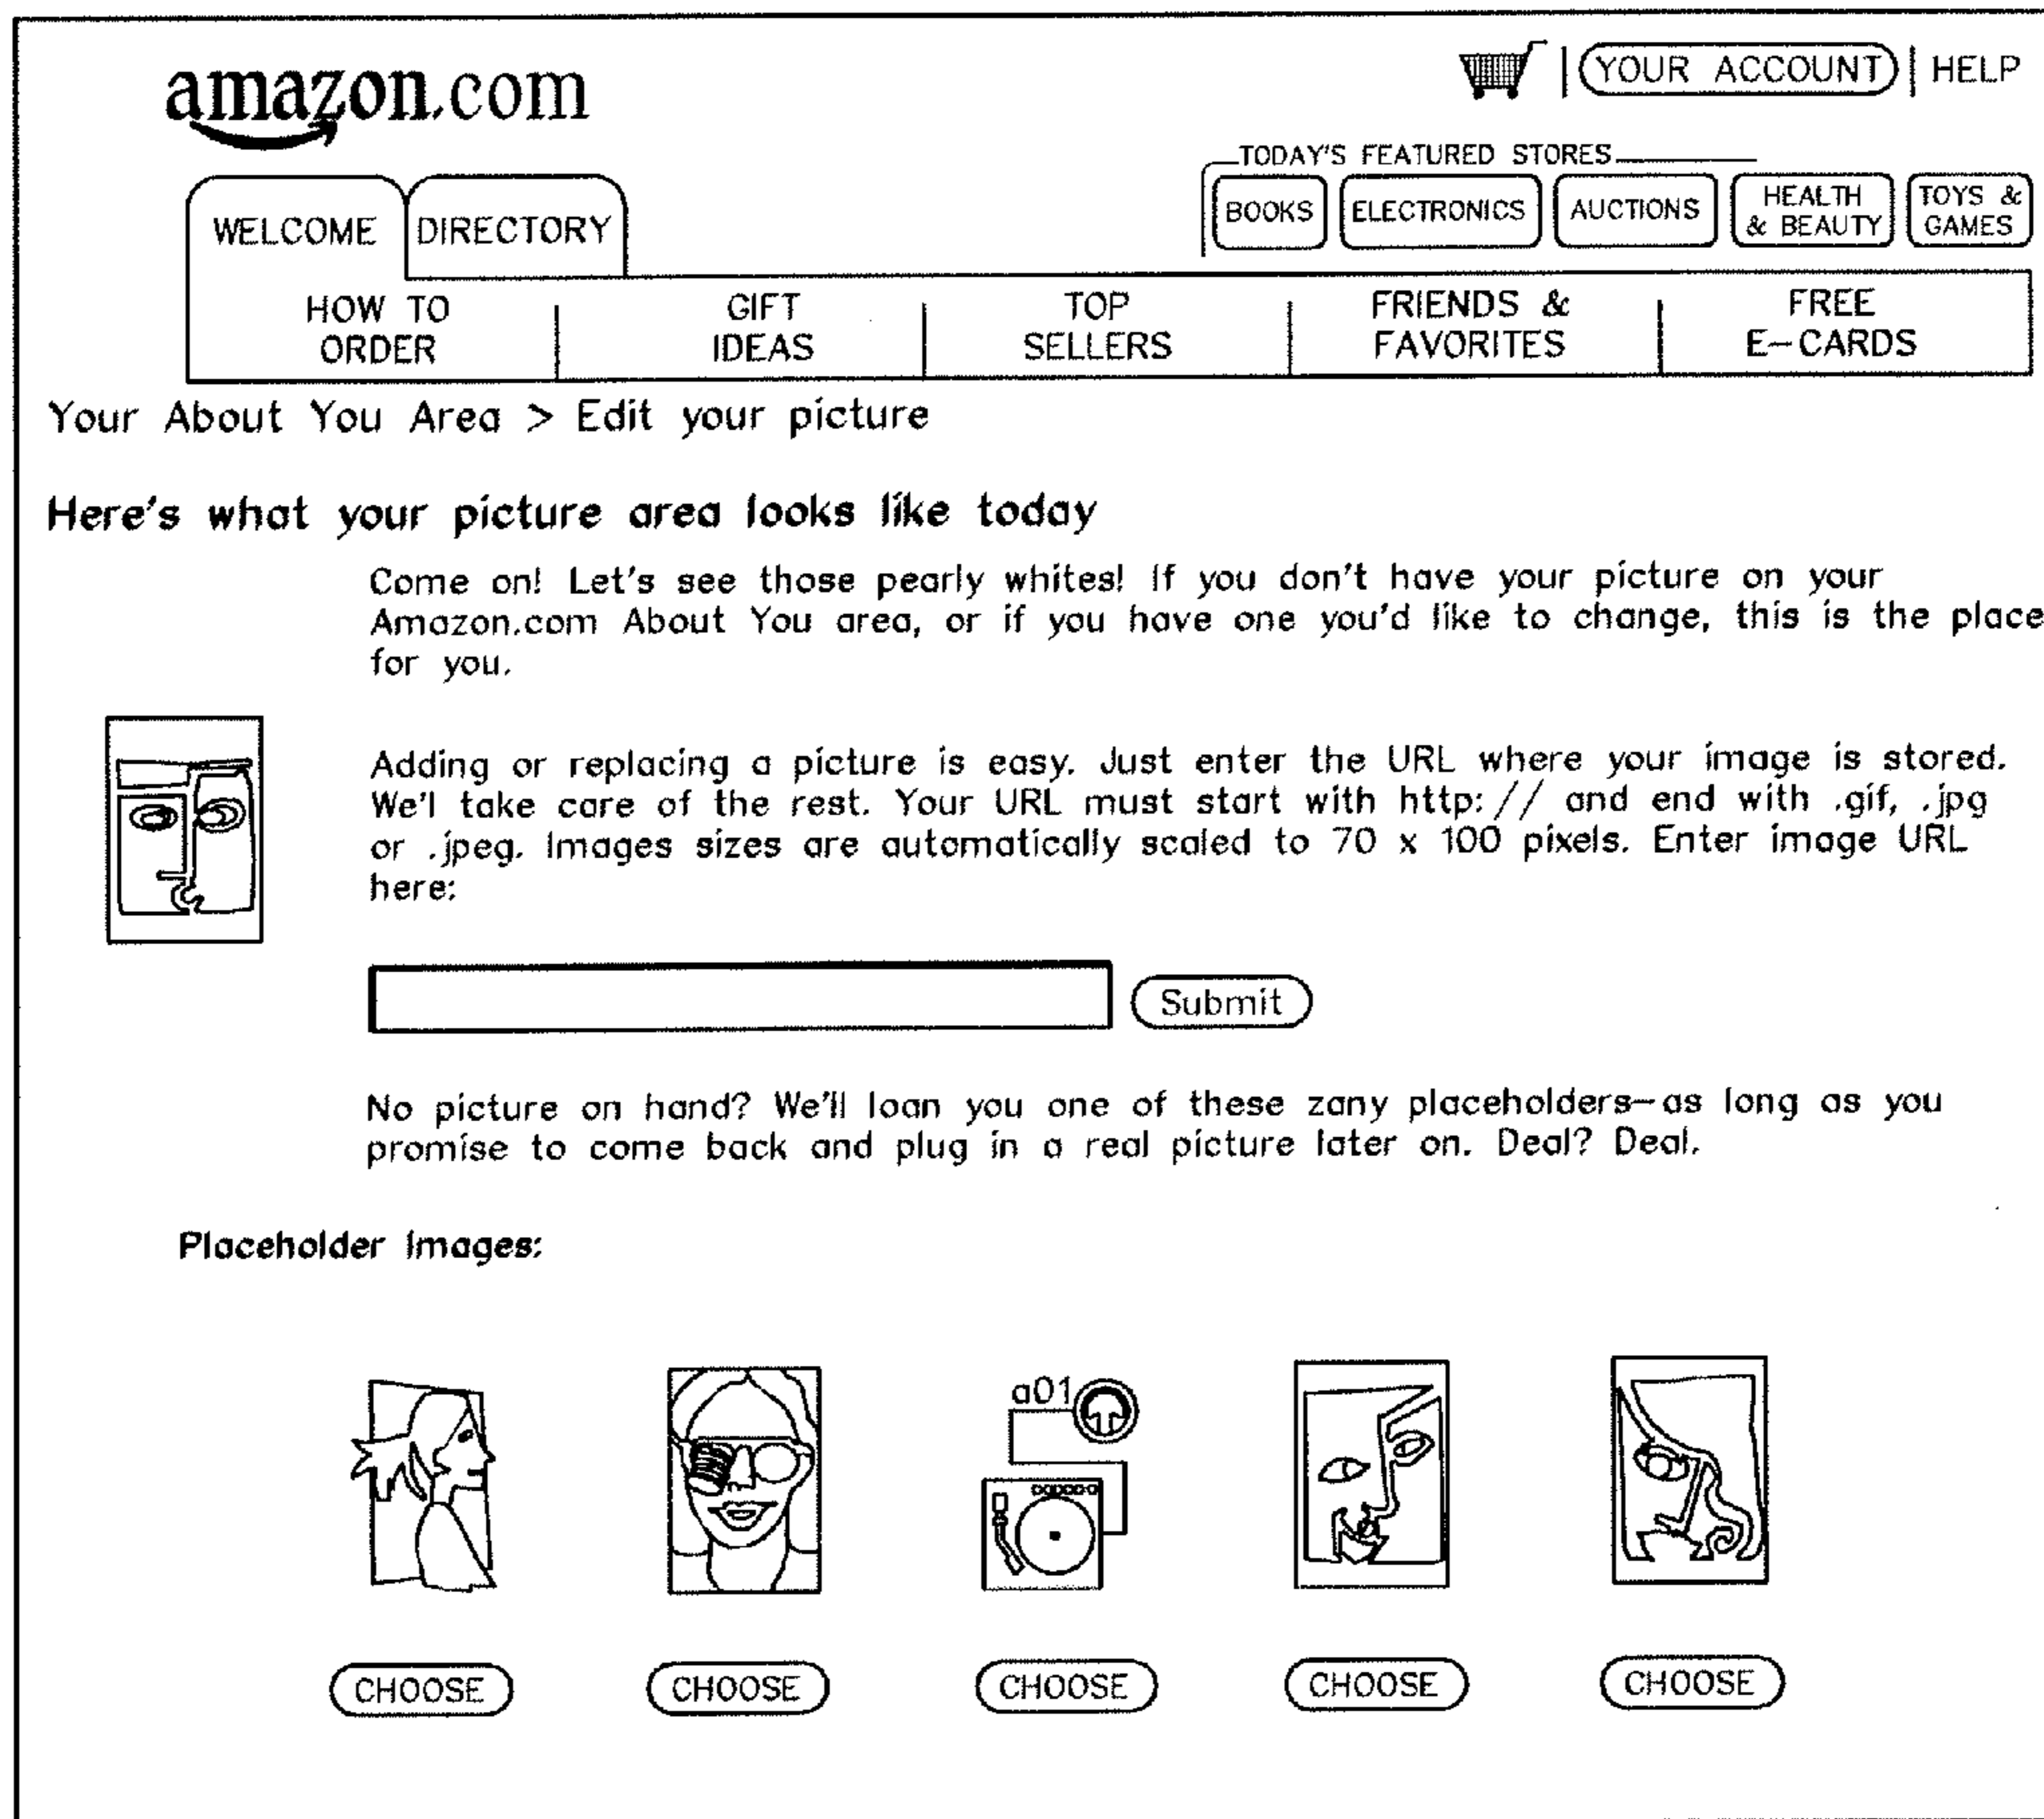 amazon.com
YOUR ACCOUNT | HELP
TODAY'S FEATURED STORES
BOOKS
ELECTRONICS
AUCTIONS
HEALTH
& BEAUTY
TOYS &
GAMES
WELCOME
DIRECTORY
HOW TO
ORDER
GIFT
IDEAS
TOP
SELLERS
FRIENDS &
FAVORITES
FREE
E-CARDS
Your About You Area > Edit your picture
Here's what your picture area looks like today
Come on! Let's see those pearly whites! If you don't have your picture on your
Amazon.com About You area, or if you have one you'd like to change, this is the place
for you.
Adding or replacing a picture is easy. Just enter the URL where your image is stored.
We'l take care of the rest. Your URL must start with http: // and end with .gif, .jpg
or .jpeg. Images sizes are automatically scaled to 70 x 100 pixels. Enter image URL
here:
Submit
No picture on hand? We'll loan you one of these zany placeholders—as long as you
promise to come back and plug in a real picture later on. Deal? Deal.
Placeholder Images:
a01
CHOOSE
CHOOSE
CHOOSE
CHOOSE
CHOOSE